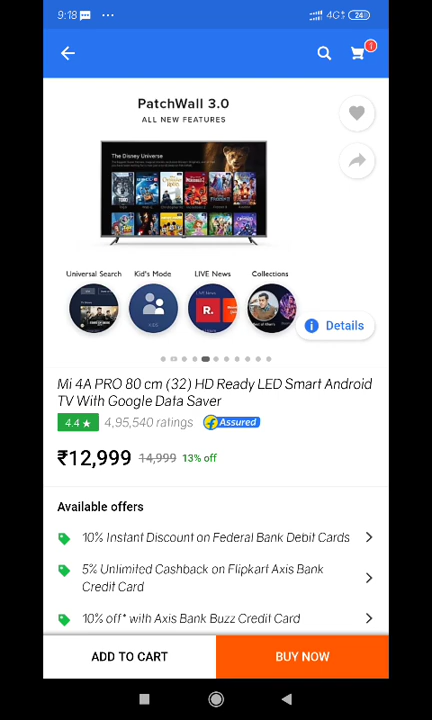 9:18
4G
24
1
PatchWall 3.0
ALL NEW FEATURES
The Disney Universe
Universal Search Kid's Mode LIVE News Collections
KIDS
R.
Details
Mi 4A PRO 80 cm (32) HD Ready LED Smart Android
TV With Google Data Saver
4.4 ★ 4,95,540 ratings Assured
₹12,999 14,999 13% off
Available offers
10% Instant Discount on Federal Bank Debit Cards
5% Unlimited Cashback on Flipkart Axis Bank
Credit Card
10% off* with Axis Bank Buzz Credit Card
ADD TO CART BUY NOW